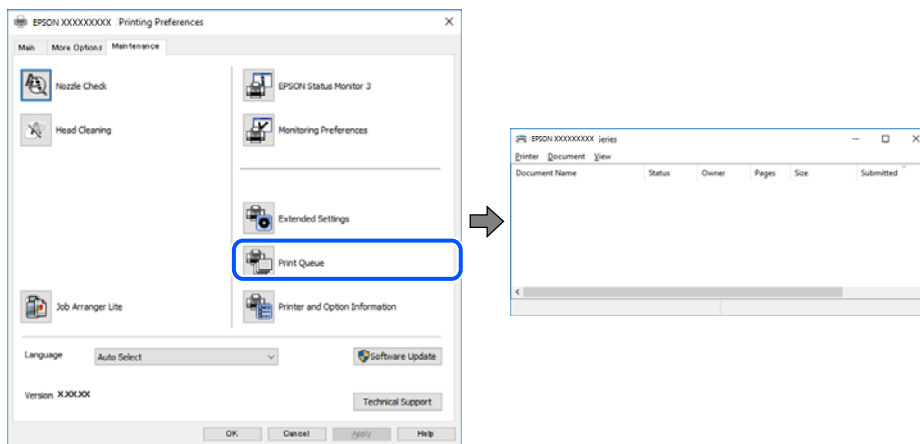 EPSON XXXXXXXXX Printing Preferences
Main More Options Maintenance
Nozzle Check
Head Cleaning
Job Arranger Lite
EPSON Status Monitor 3
Monitoring Preferences
Extended Settings
Print Queue
Printer and Option Information
Language Auto Select
Software Update
Version X.XX.XX
Technical Support
OK Cancel Apply Help
EPSON XXXXXXXXX ieries
Printer Document View
Document Name Status Owner Pages Size Submitted